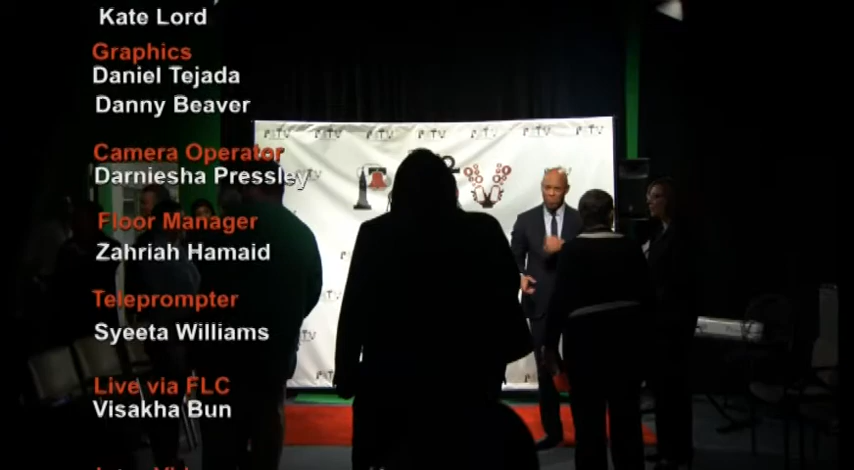 Kate Lord
Graphics
Daniel Tejada
Danny Beaver
Camera Operator
Darniesha Pressley
Floor Manager
Zahriah Hamaid
Teleprompter
Syeeta Williams
Live via FLC
Visakha Bun